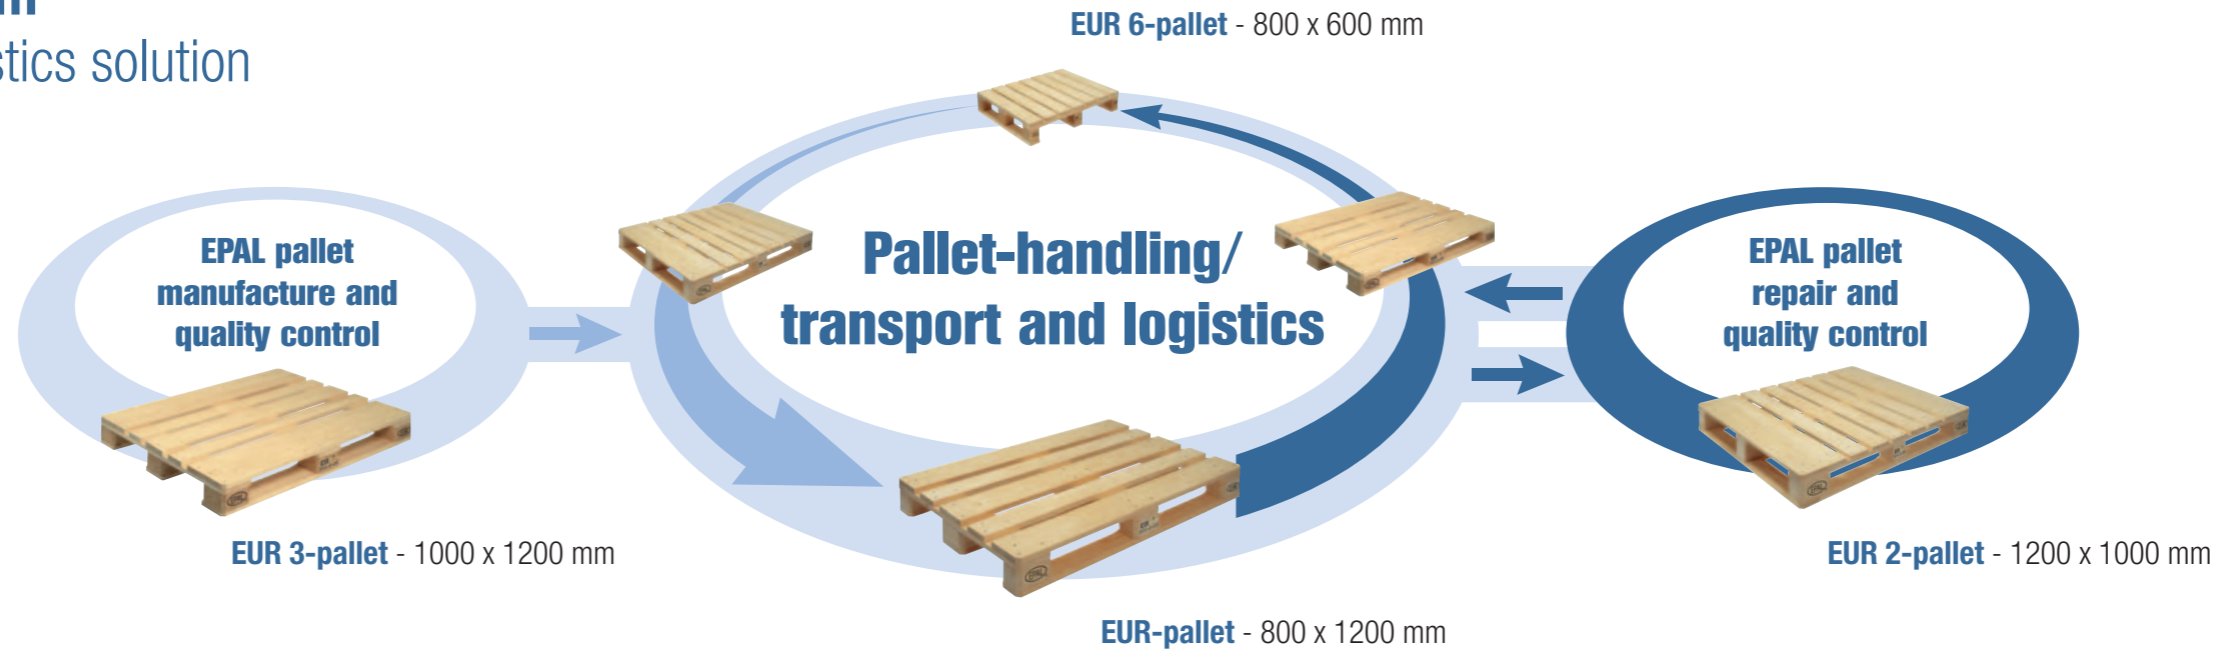 stics solution
EUR 6-pallet - 800 x 600 mm
EPAL pallet
manufacture and
quality control
Pallet-handling/
transport and logistics
EPAL pallet
repair and
quality control
EUR 3-pallet - 1000 x 1200 mm
EUR 2-pallet - 1200 x 1000 mm
EUR-pallet - 800 x 1200 mm